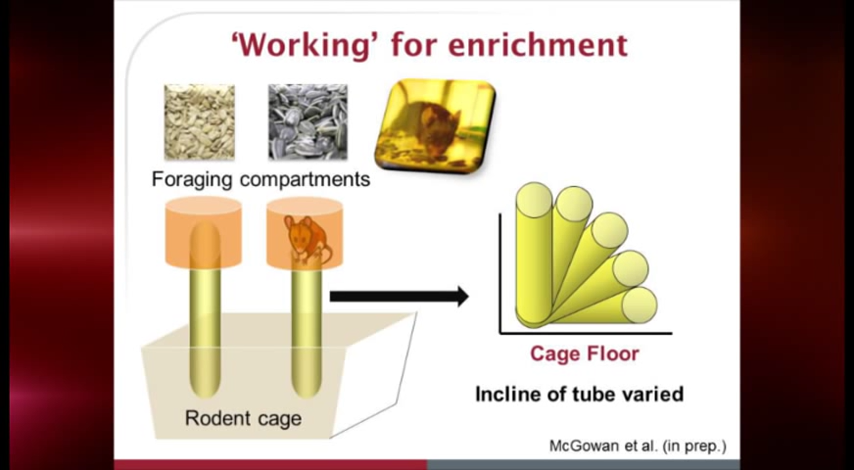 ‘Working’ for enrichment
Foraging compartments
Rodent cage
Cage Floor
Incline of tube varied
McGowan et al. (in prep.)